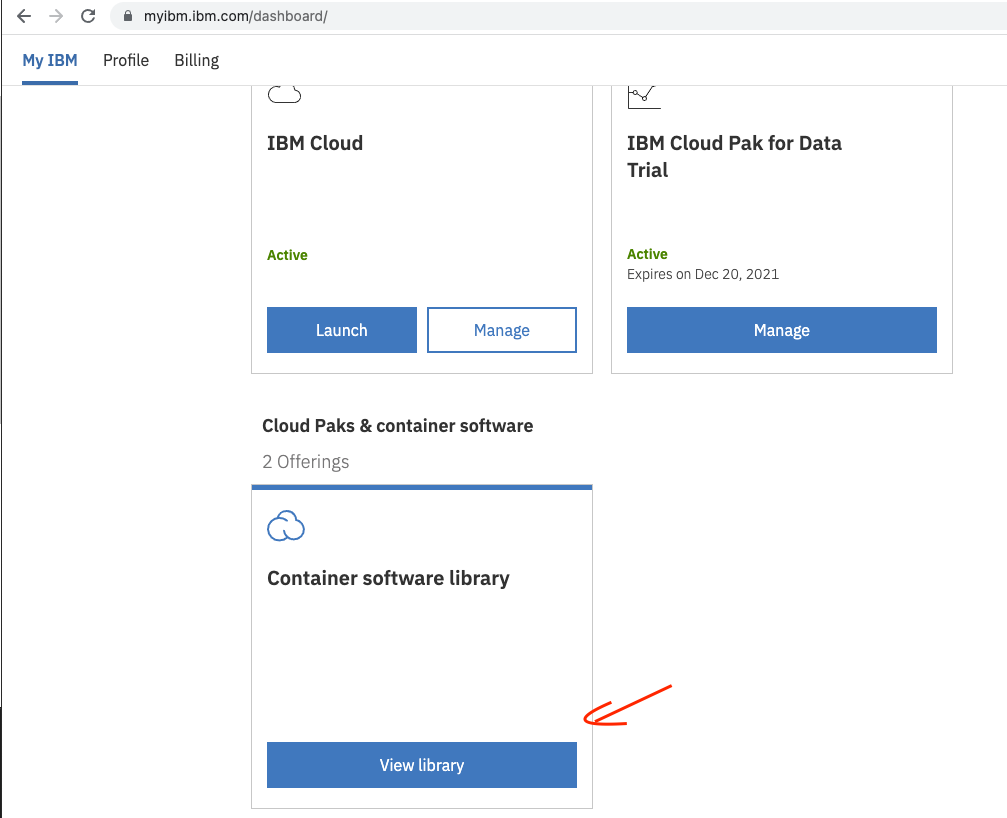 myibm.ibm.com/dashboard/
My IBM Profile Billing
IBM Cloud
Active
Launch Manage
IBM Cloud Pak for Data
Trial
Active
Expires on Dec 20, 2021
Manage
Cloud Paks & container software
2 Offerings
Container software library
View library